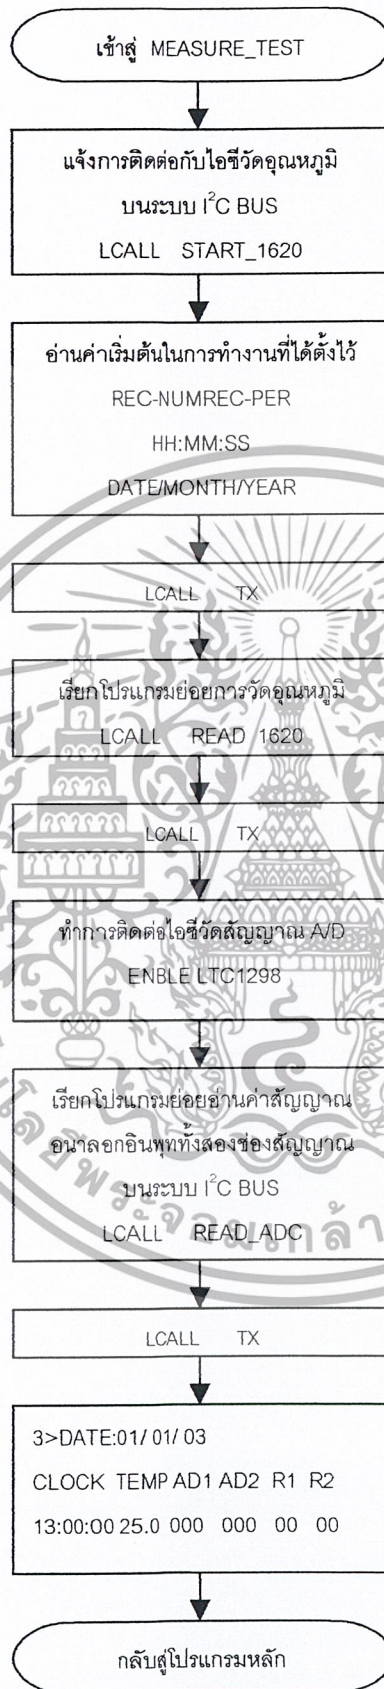 เข้าสู่ MEASURE_TEST
แจ้งการติดต่อกับไอซีวัดอุณหภูมิ
บนระบบ I²C BUS
LCALL START_1620
อ่านค่าเริ่มต้นในการทำงานที่ได้ตั้งไว้
REC-NUMREC-PER
HH:MM:SS
DATE/MONTH/YEAR
LCALL TX
เรียกโปรแกรมย่อยการวัดอุณหภูมิ
LCALL READ 1620
LCALL TX
ทำการติดต่อไอซีวัดสัญญาณ A/D
ENBLE LTC1298
เรียกโปรแกรมย่อยอ่านค่าสัญญาณ
อนาลอกอินพุททั้งสองช่องสัญญาณ
บนระบบ I²C BUS
LCALL READ_ADC
LCALL TX
3>DATE:01/ 01/ 03
CLOCK TEMP AD1 AD2 R1 R2
13:00:00 25.0 000 000 00 00
กลับสู่โปรแกรมหลัก